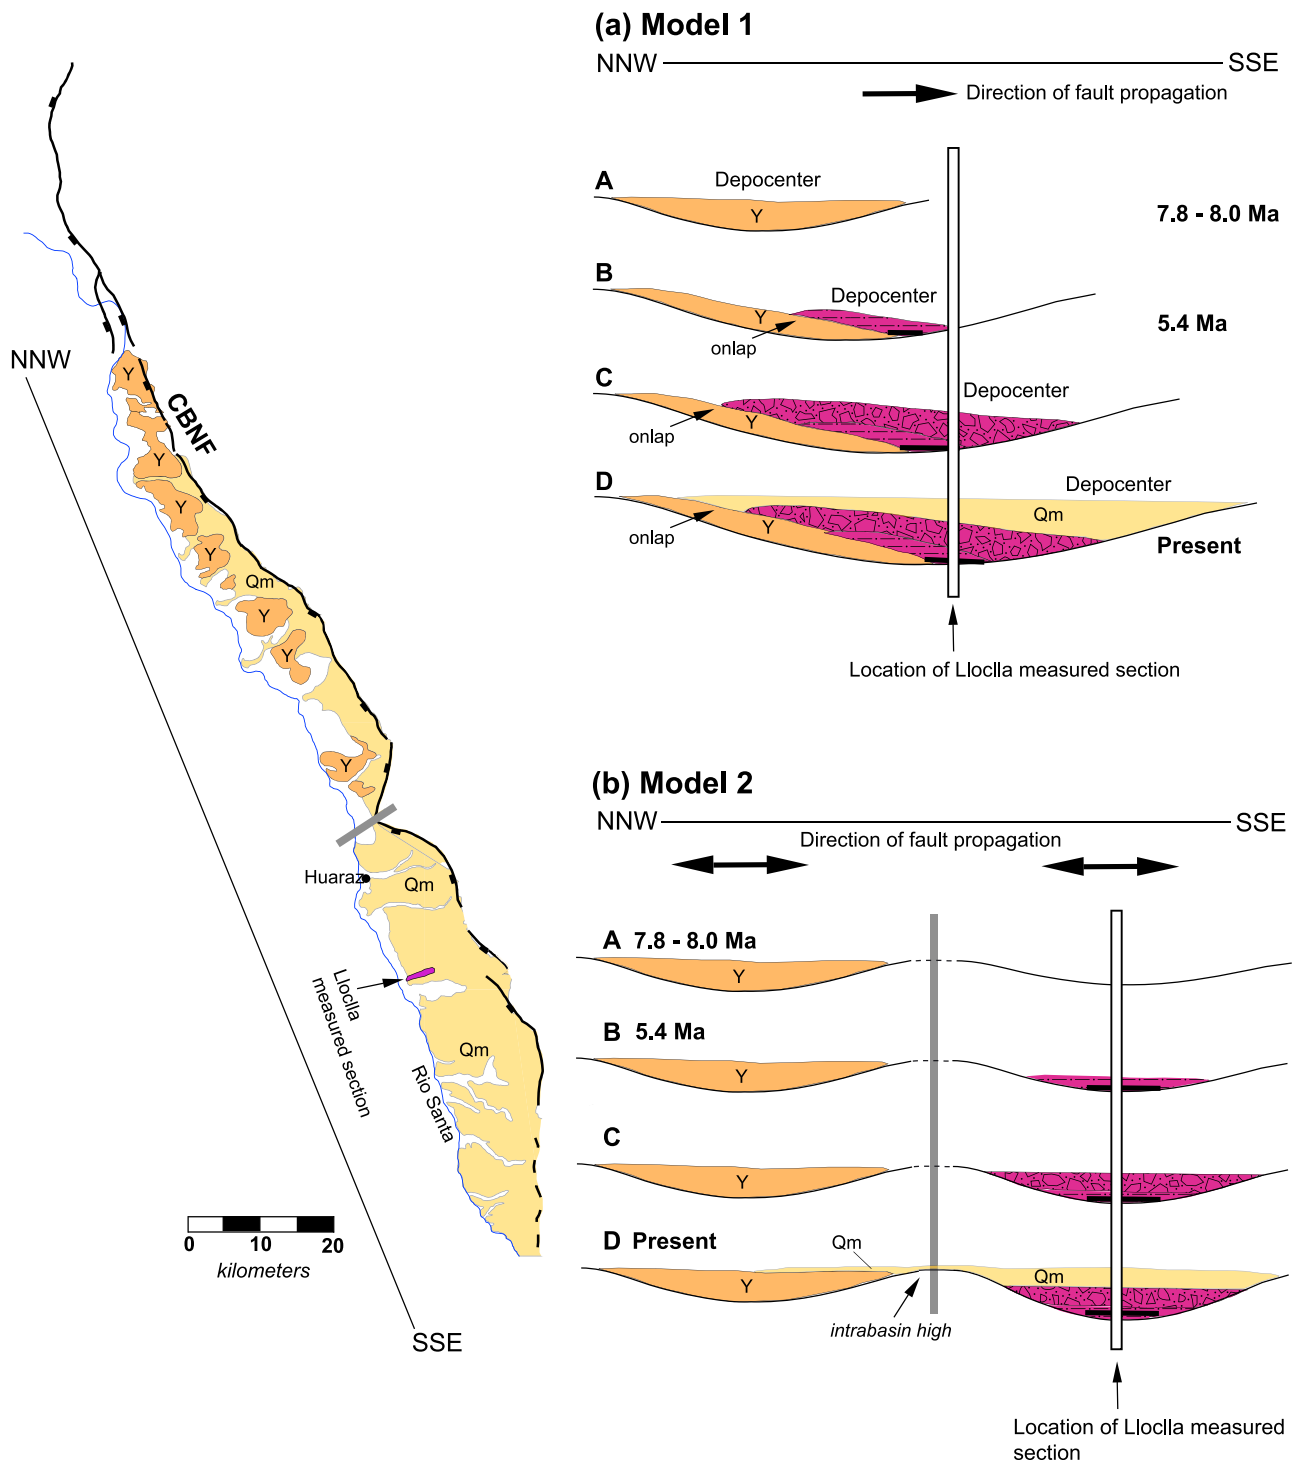 NNW
CBNF
Y
Y
Y
Y
Qm
Y
Y
Y
Huaraz
Qm
Lloclla
measured section
Qm
Rio Santa
0 10 20
kilometers
SSE
(a) Model 1
NNW
SSE
Direction of fault propagation
A
Depocenter
Y
7.8 - 8.0 Ma
B
Depocenter
Y
onlap
5.4 Ma
C
Depocenter
Y
onlap
D
Depocenter
Qm
Y
onlap
Present
Location of Lloclla measured section
(b) Model 2
NNW
SSE
Direction of fault propagation
A 7.8 - 8.0 Ma
Y
B 5.4 Ma
Y
C
Y
D Present
Qm
Y
Qm
intrabasin high
Location of Lloclla measured
section